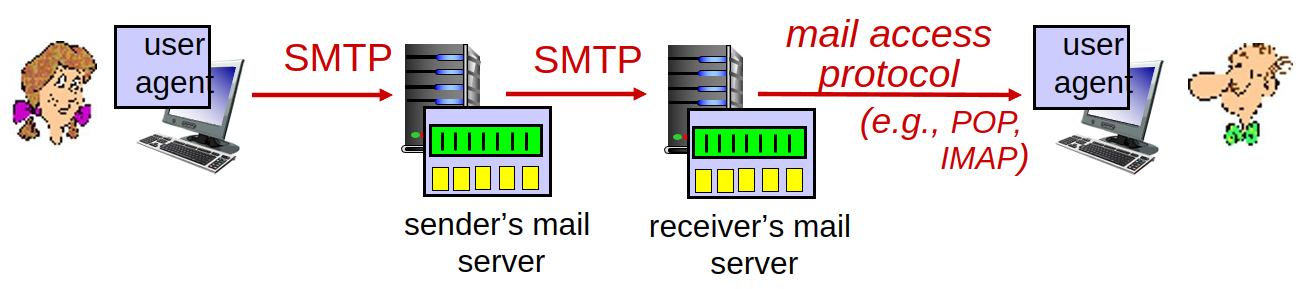 user
agent
SMTP
SMTP
mail access
protocol
(e.g., POP,
IMAP)
user
agent
sender’s mail
server
receiver’s mail
server